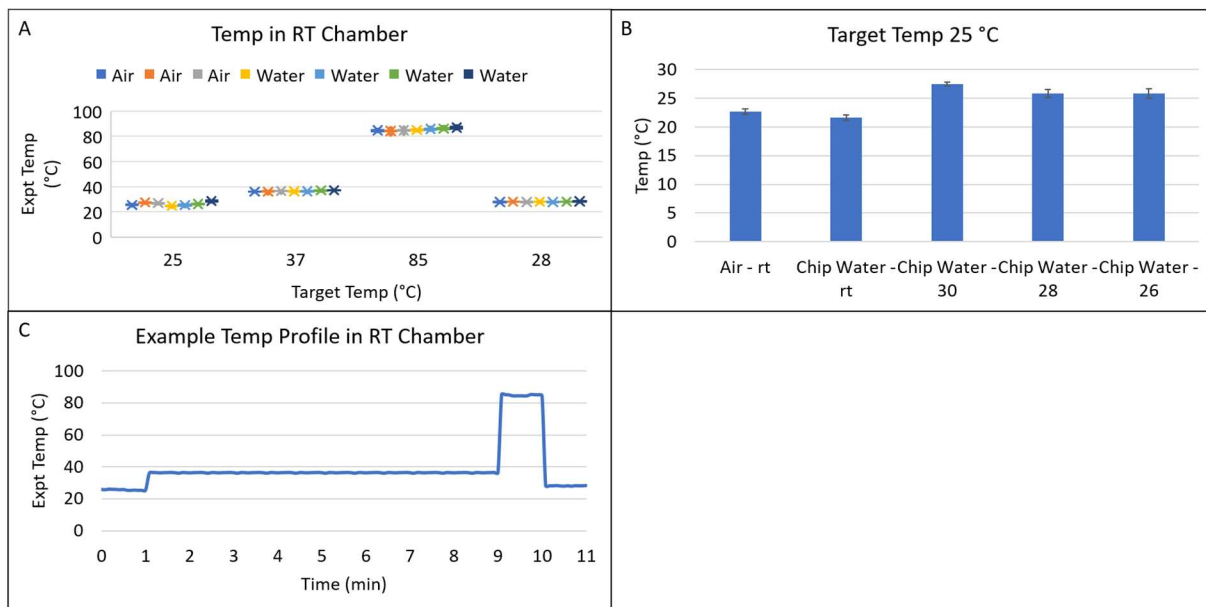 A
Temp in RT Chamber
Air Air Air Water Water Water Water
100
80
60
40
20
0
Expt Temp
(°C)
25 37 85 28
Target Temp (°C)
B
Target Temp 25 °C
30
25
20
15
10
5
0
Temp (°C)
Air - rt Chip Water -Chip Water -Chip Water -Chip Water -
rt 30 28 26
C
Example Temp Profile in RT Chamber
100
80
60
40
20
0
Expt Temp (°C)
0 1 2 3 4 5 6 7 8 9 10 11
Time (min)